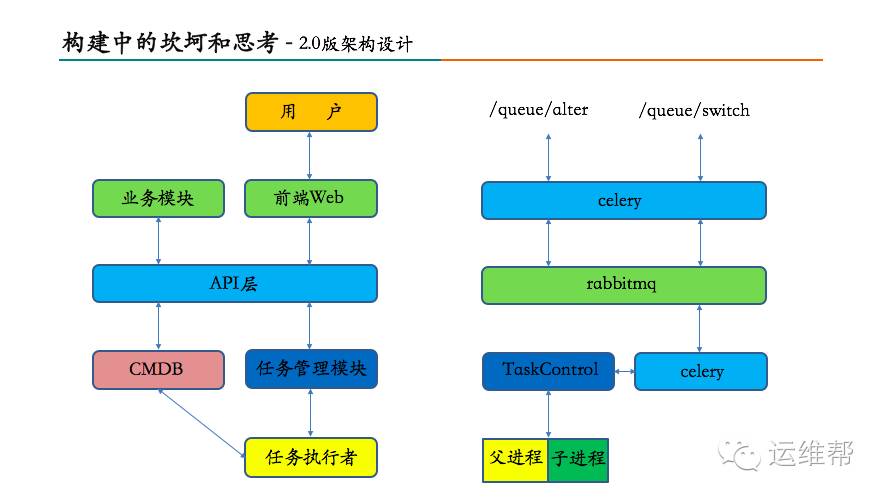 构建中的坎坷和思考 - 2.0版架构设计
用 户
业务模块
前端Web
API层
CMDB
任务管理模块
任务执行者
/queue/alter
/queue/switch
celery
rabbitmq
TaskControl
celery
父进程
子进程
运维帮